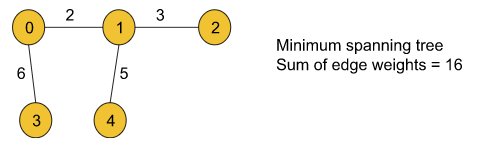 2 3
0 1 2
6 5
3 4
Minimum spanning tree
Sum of edge weights = 16